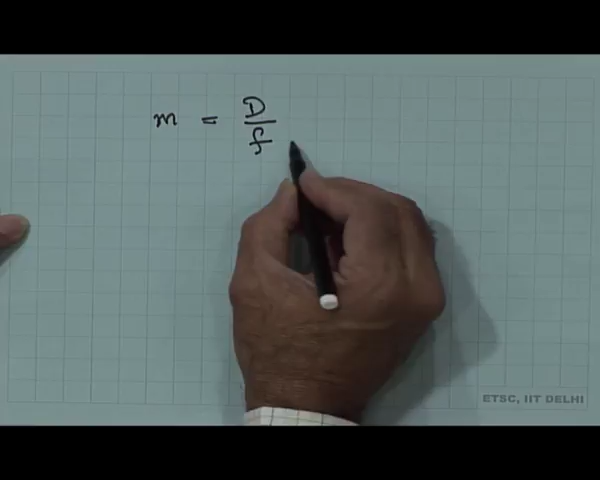 m = D/f
ETSC, IIT DELHI